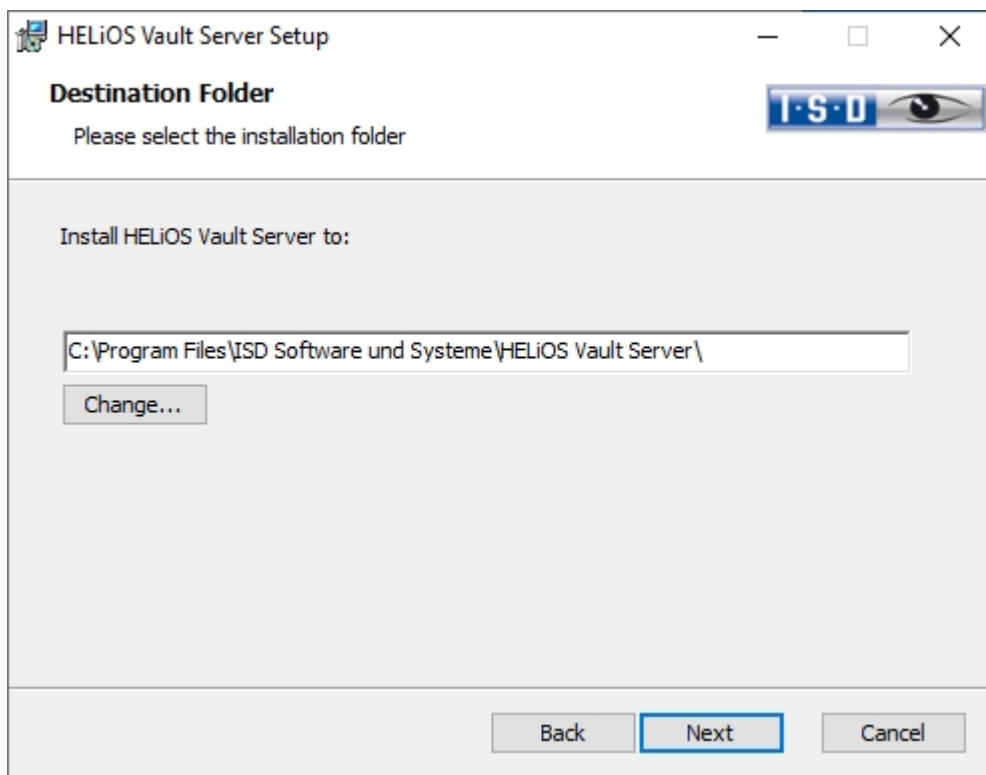 HELiOS Vault Server Setup
Destination Folder
I·S·D
Please select the installation folder
Install HELiOS Vault Server to:
C:\Program Files\ISD Software und Systeme\HELiOS Vault Server\
Change...
Back Next Cancel